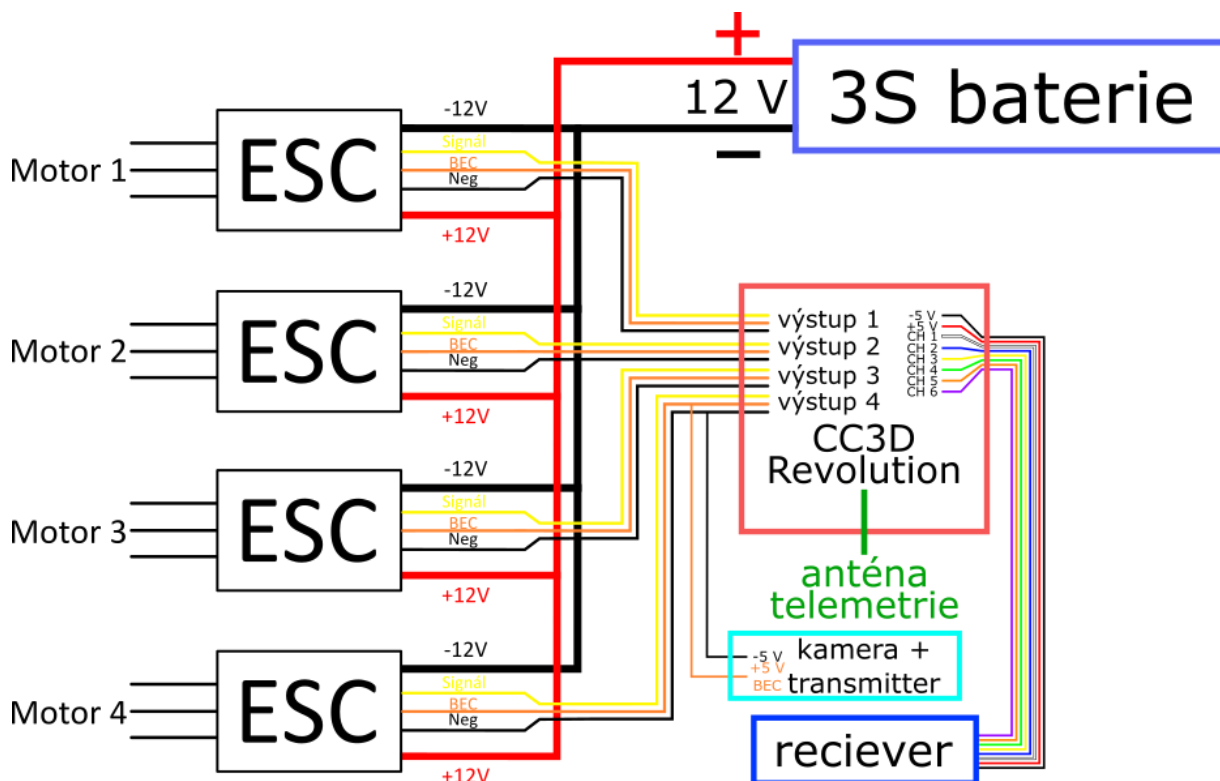 +
12 V
−
3S baterie
Motor 1
ESC
-12V
Signál
BEC
Neg
+12V
Motor 2
ESC
-12V
Signál
BEC
Neg
+12V
Motor 3
ESC
-12V
Signál
BEC
Neg
+12V
Motor 4
ESC
-12V
Signál
BEC
Neg
+12V
výstup 1
výstup 2
výstup 3
výstup 4
-5 V
+5 V
CH 1
CH 2
CH 3
CH 4
CH 5
CH 6
CC3D
Revolution
anténa
telemetrie
-5 V
+5 V
BEC
kamera +
transmitter
reciever